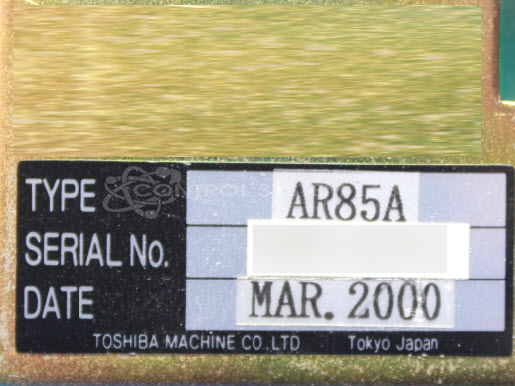 TYPE AR85A
SERIAL No.
DATE MAR. 2000
TOSHIBA MACHINE CO.,LTD Tokyo Japan